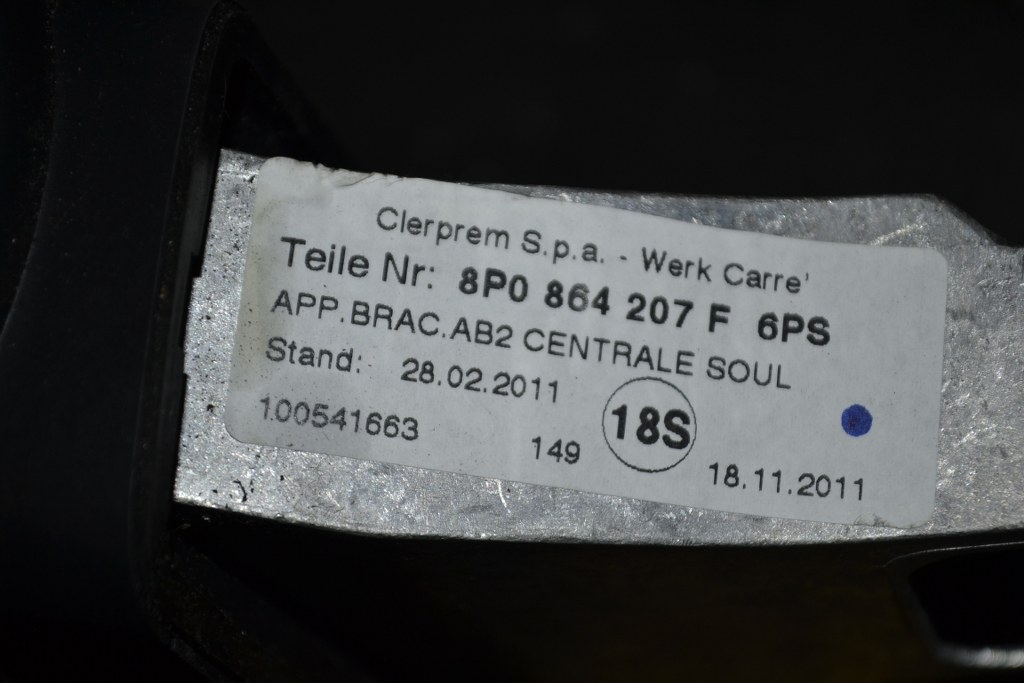 Clerprem S.p.a. - Werk Carre'
Teile Nr: 8P0 864 207 F 6PS
APP.BRAC.AB2 CENTRALE SOUL
Stand: 28.02.2011
100541663 149 18S 18.11.2011